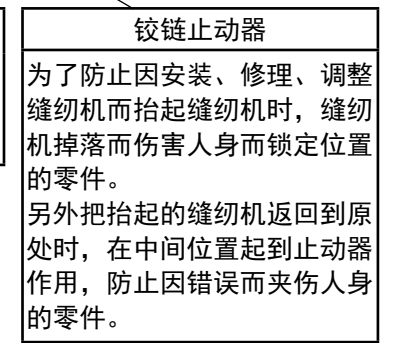 铰链止动器
为了防止因安装、修理、调整
缝纫机而抬起缝纫机时，缝纫
机掉落而伤害人身而锁定位置
的零件。
另外把抬起的缝纫机返回到原
处时，在中间位置起到止动器
作用，防止因错误而夹伤人身
的零件。